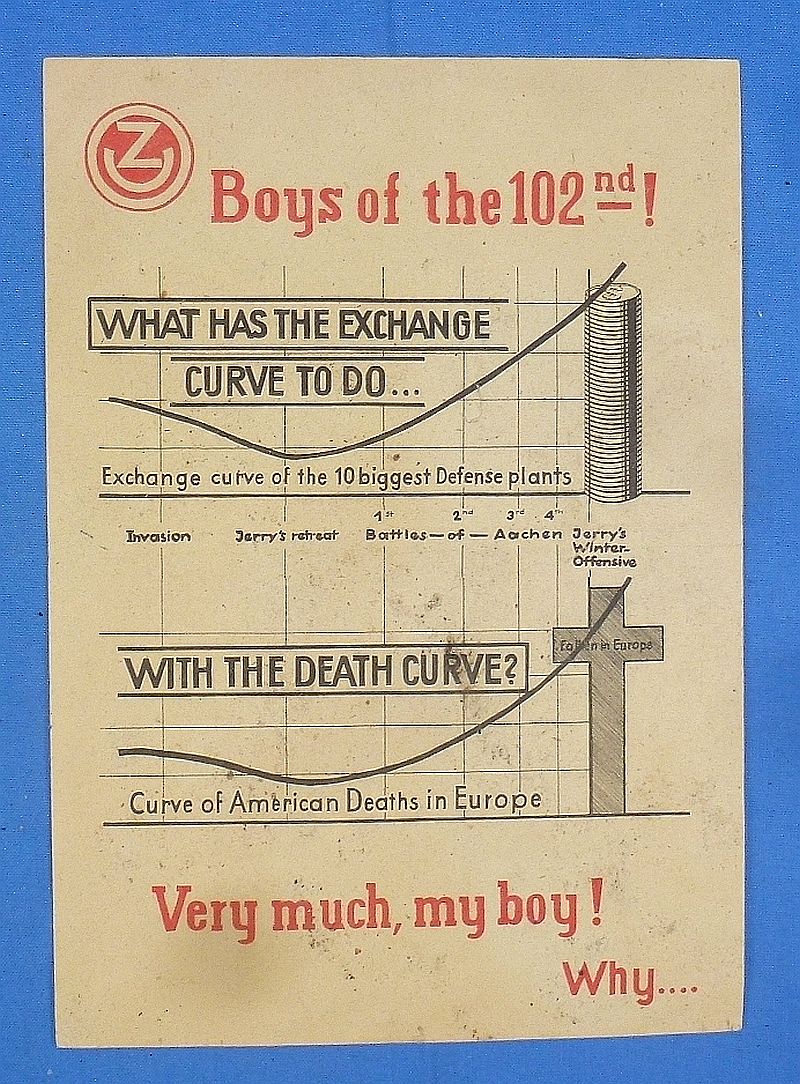 Z
Boys of the 102nd!
WHAT HAS THE EXCHANGE
CURVE TO DO...
Exchange curve of the 10 biggest Defense plants
1st 2nd 3rd 4th
Invasion Jerry's retreat Battles—of—Aachen Jerry's
Winter-
Offensive
Fallen in Europe
WITH THE DEATH CURVE?
Curve of American Deaths in Europe
Very much, my boy!
Why....